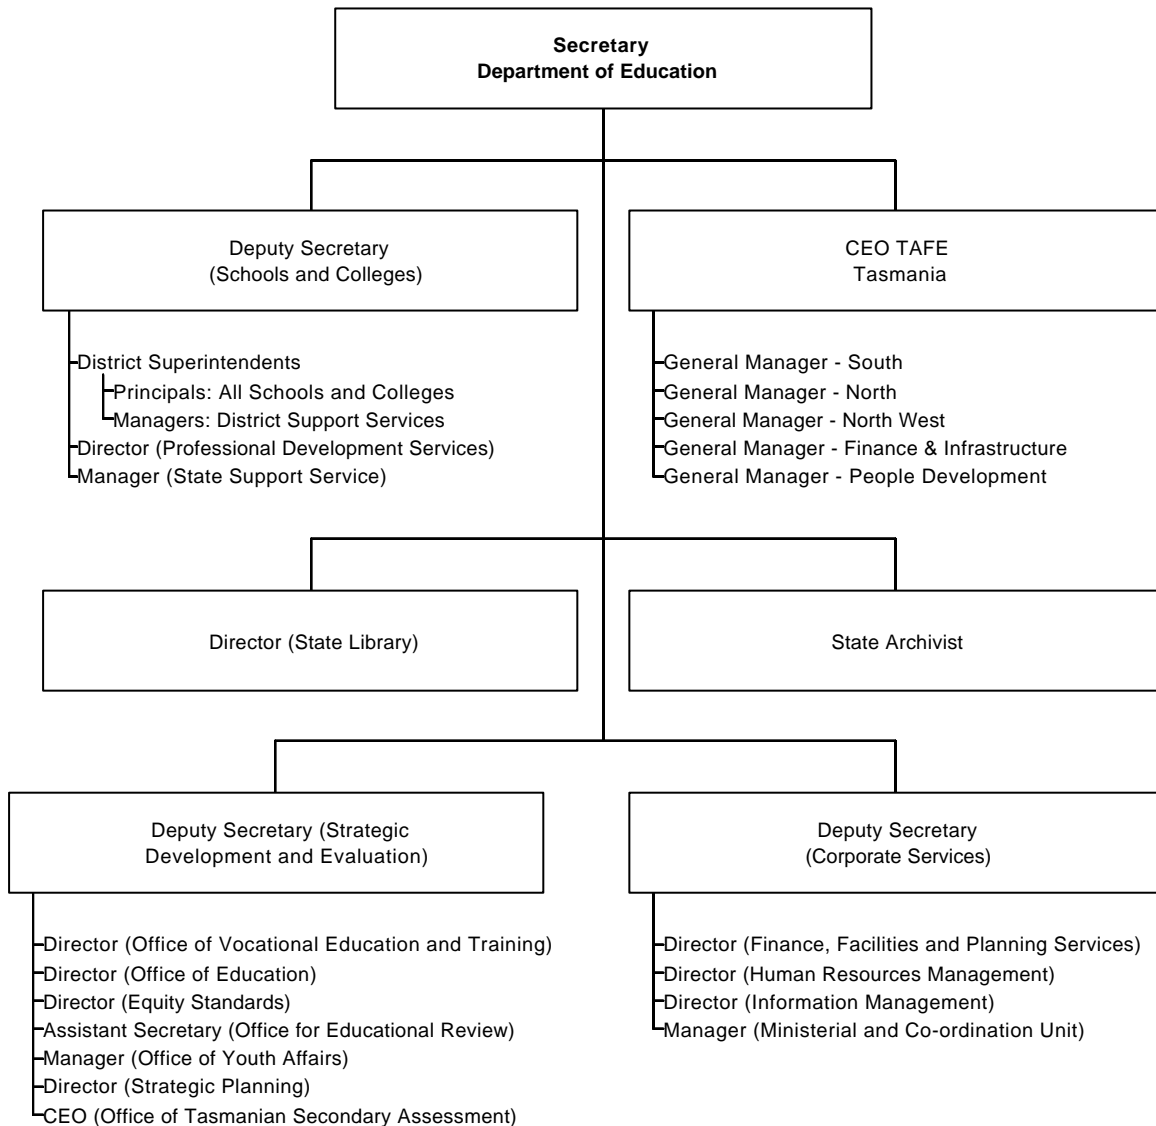 Secretary
Department of Education
Deputy Secretary
(Schools and Colleges)
District Superintendents
Principals: All Schools and Colleges
Managers: District Support Services
Director (Professional Development Services)
Manager (State Support Service)
CEO TAFE
Tasmania
General Manager - South
General Manager - North
General Manager - North West
General Manager - Finance & Infrastructure
General Manager - People Development
Director (State Library)
State Archivist
Deputy Secretary (Strategic
Development and Evaluation)
Director (Office of Vocational Education and Training)
Director (Office of Education)
Director (Equity Standards)
Assistant Secretary (Office for Educational Review)
Manager (Office of Youth Affairs)
Director (Strategic Planning)
CEO (Office of Tasmanian Secondary Assessment)
Deputy Secretary
(Corporate Services)
Director (Finance, Facilities and Planning Services)
Director (Human Resources Management)
Director (Information Management)
Manager (Ministerial and Co-ordination Unit)